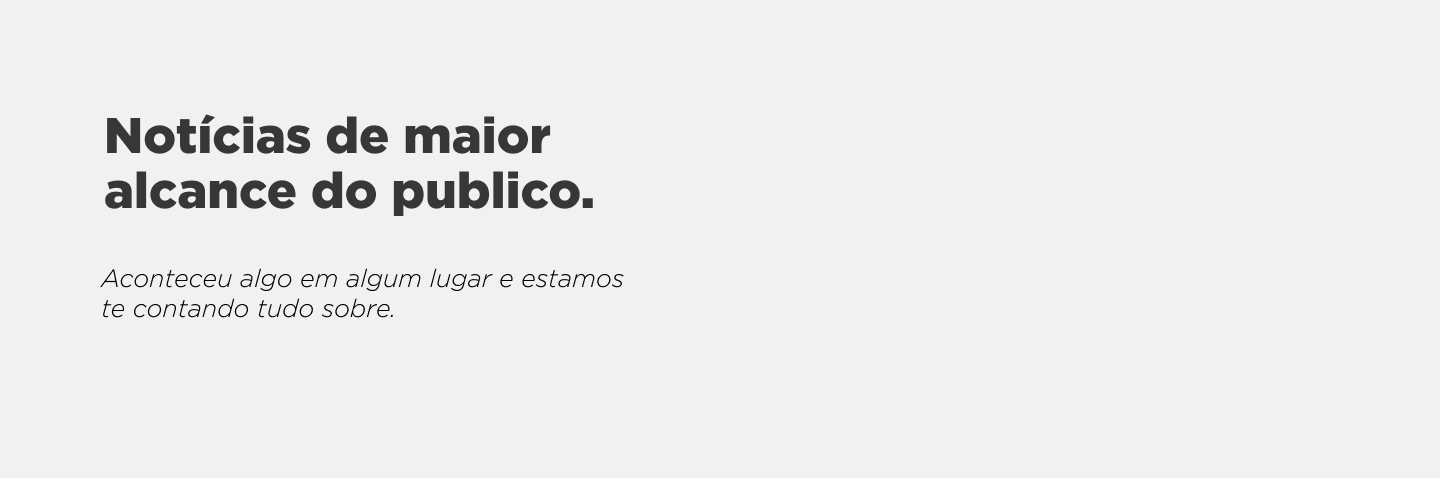 Notícias de maior
alcance do publico.
Aconteceu algo em algum lugar e estamos
te contando tudo sobre.